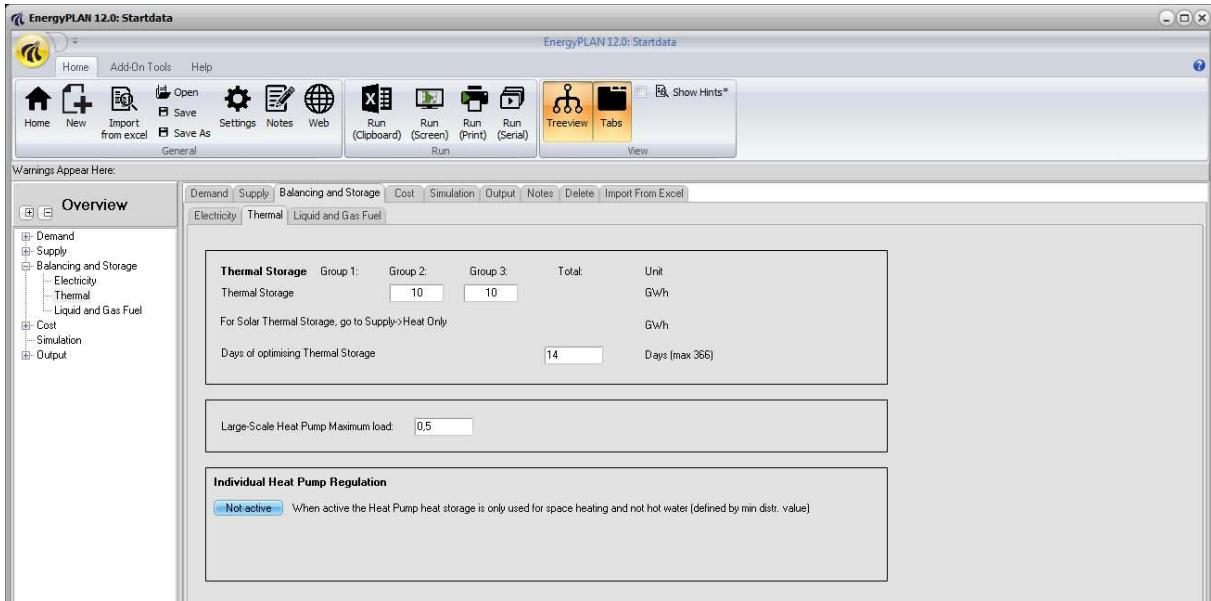 EnergyPLAN 12.0: Startdata
EnergyPLAN 12.0: Startdata
Home Add-On Tools Help
Home New Import from excel Open Save Save As Settings Notes Web Run (Clipboard) Run (Screen) Run (Print) Run (Serial) Treeview Tabs Show Hints*
General Run View
Warnings Appear Here:
Overview
Demand
Supply
Balancing and Storage
Electricity
Thermal
Liquid and Gas Fuel
Cost
Simulation
Output
Demand Supply Balancing and Storage Cost Simulation Output Notes Delete Import From Excel
Electricity Thermal Liquid and Gas Fuel
Thermal Storage Group 1: Group 2: Group 3: Total: Unit
Thermal Storage 10 10 GWh
For Solar Thermal Storage, go to Supply->Heat Only GWh
Days of optimising Thermal Storage 14 Days (max 366)
Large-Scale Heat Pump Maximum load: 0,5
Individual Heat Pump Regulation
Not active When active the Heat Pump heat storage is only used for space heating and not hot water (defined by min distr. value)